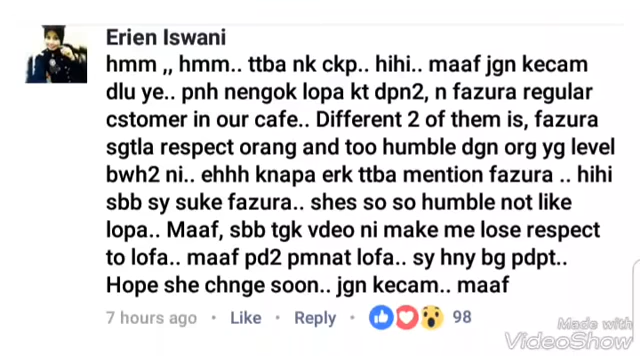 Erien Iswani
hmm ,, hmm.. ttba nk ckp.. hihi.. maaf jgn kecam
dlu ye.. pnh nengok lopa kt dpn2, n fazura regular
cstomer in our cafe.. Different 2 of them is, fazura
sgtla respect orang and too humble dgn org yg level
bwh2 ni.. ehhh knapa erk ttba mention fazura .. hihi
sbb sy suke fazura.. shes so so humble not like
lopa.. Maaf, sbb tgk vdeo ni make me lose respect
to lofa.. maaf pd2 pmnat lofa.. sy hny bg pdpt..
Hope she chnge soon.. jgn kecam.. maaf
7 hours ago · Like · Reply · 98
Made with
VideoShow